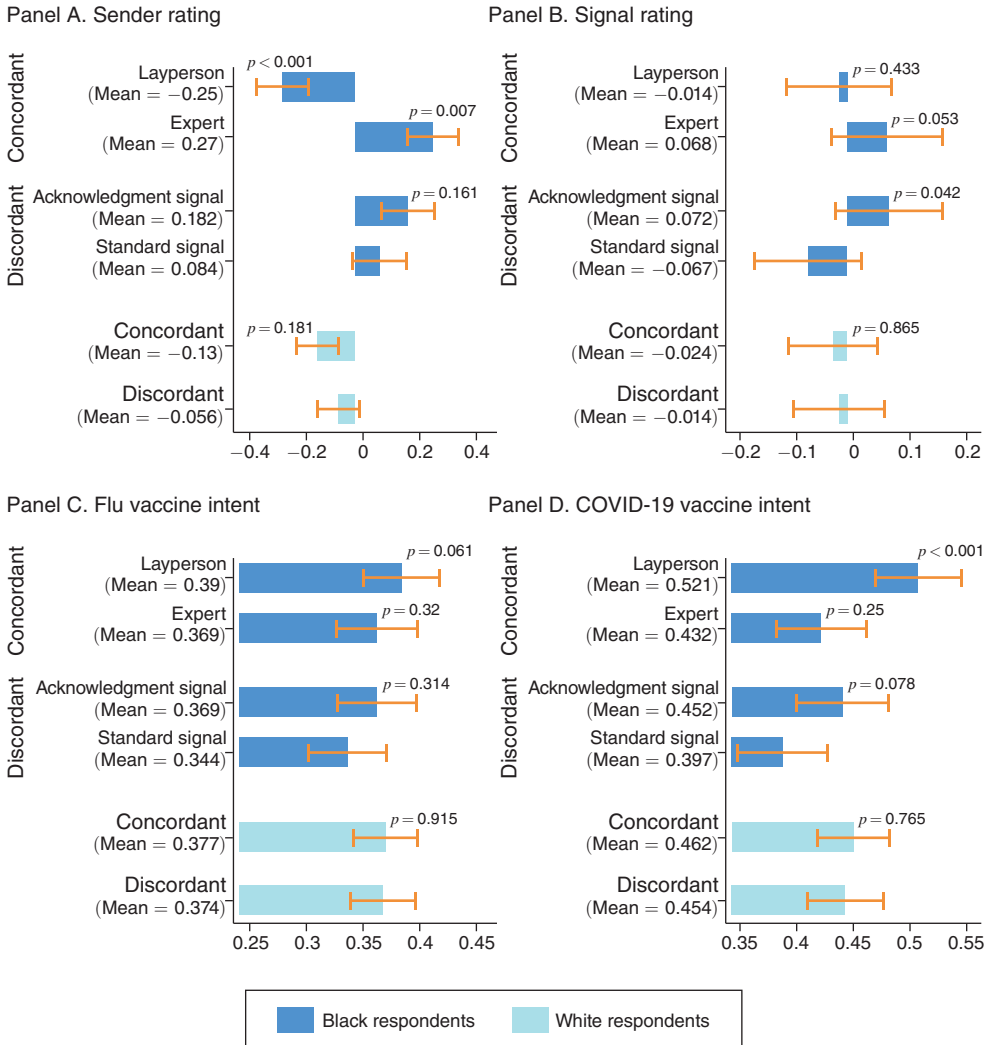 Panel A. Sender rating
Concordant
Discordant
p < 0.001
Layperson
(Mean = −0.25)
p = 0.007
Expert
(Mean = 0.27)
Acknowledgment signal
p = 0.161
(Mean = 0.182)
Standard signal
(Mean = 0.084)
Concordant
p = 0.181
(Mean = −0.13)
Discordant
(Mean = −0.056)
−0.4 −0.2 0 0.2 0.4
Panel B. Signal rating
Concordant
Discordant
Layperson
p = 0.433
(Mean = −0.014)
Expert
p = 0.053
(Mean = 0.068)
Acknowledgment signal
p = 0.042
(Mean = 0.072)
Standard signal
(Mean = −0.067)
Concordant
p = 0.865
(Mean = −0.024)
Discordant
(Mean = −0.014)
−0.2 −0.1 0 0.1 0.2
Panel C. Flu vaccine intent
Concordant
Discordant
p = 0.061
Layperson
(Mean = 0.39)
p = 0.32
Expert
(Mean = 0.369)
Acknowledgment signal
p = 0.314
(Mean = 0.369)
Standard signal
(Mean = 0.344)
Concordant
p = 0.915
(Mean = 0.377)
Discordant
(Mean = 0.374)
0.25 0.3 0.35 0.4 0.45
Panel D. COVID-19 vaccine intent
Concordant
Discordant
p < 0.001
Layperson
(Mean = 0.521)
Expert
p = 0.25
(Mean = 0.432)
Acknowledgment signal
p = 0.078
(Mean = 0.452)
Standard signal
(Mean = 0.397)
Concordant
p = 0.765
(Mean = 0.462)
Discordant
(Mean = 0.454)
0.35 0.4 0.45 0.5 0.55
Black respondents
White respondents